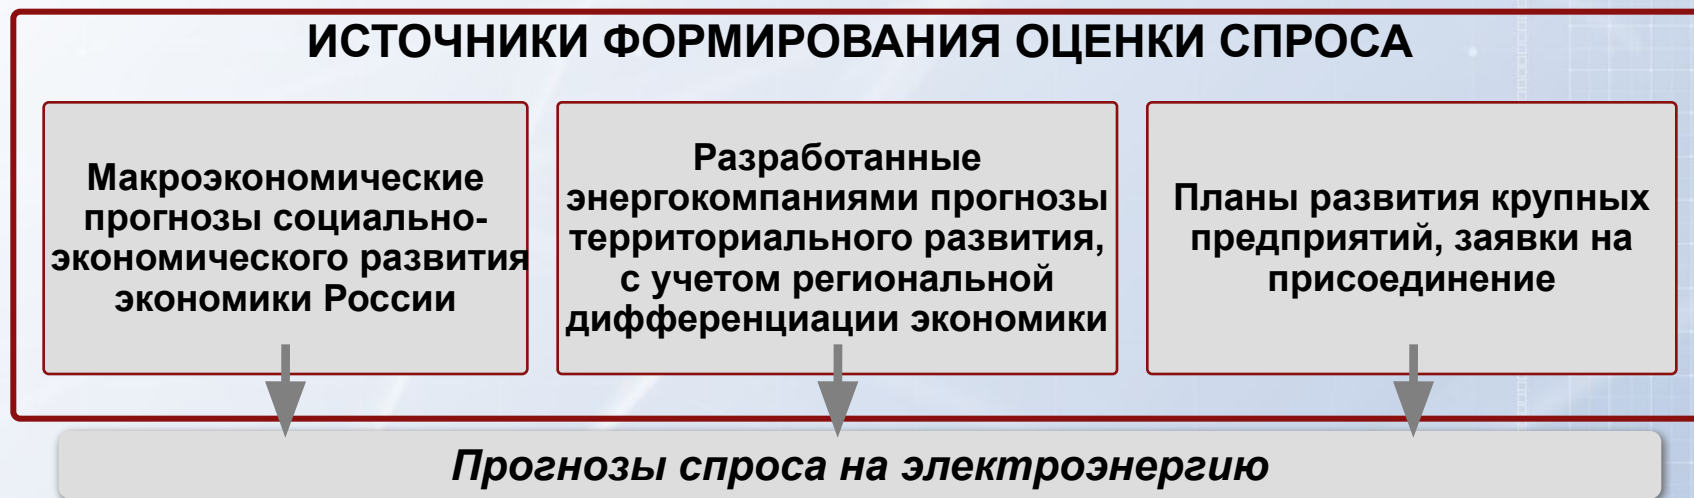 ИСТОЧНИКИ ФОРМИРОВАНИЯ ОЦЕНКИ СПРОСА
Макроэкономические
прогнозы социально-
экономического развития
экономики России
Разработанные
энергокомпаниями прогнозы
территориального развития,
с учетом региональной
дифференциации экономики
Планы развития крупных
предприятий, заявки на
присоединение
Прогнозы спроса на электроэнергию